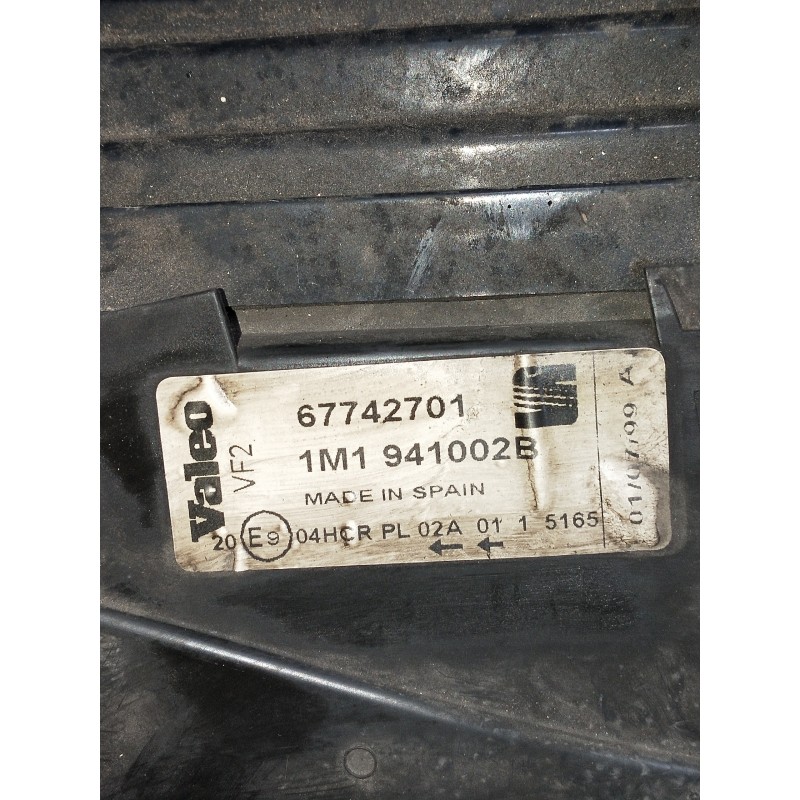 Valeo
VF2
67742701
1M1 941002B
MADE IN SPAIN
20 E9 04HCR PL 02A 01 1 5165
01/07/99 A